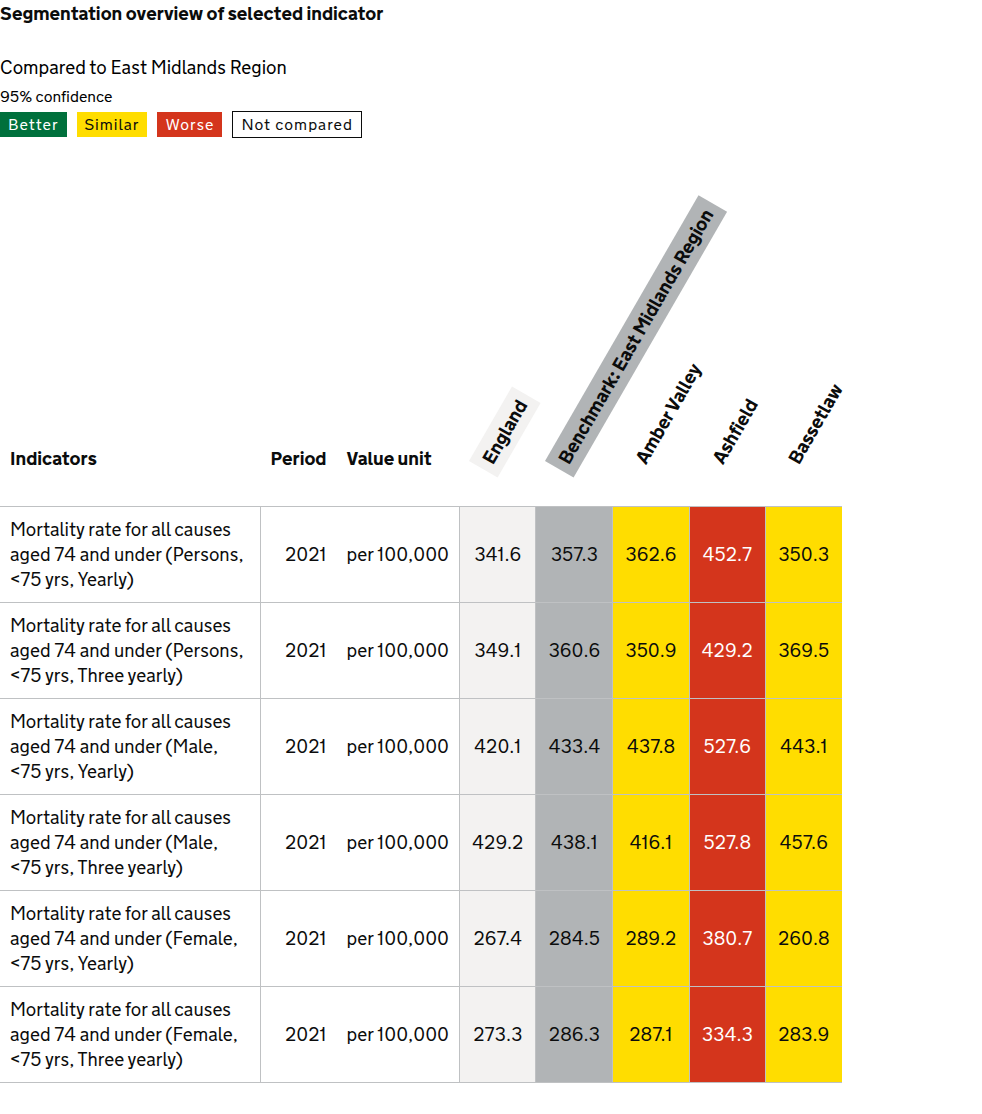 Segmentation overview of selected indicator
Compared to East Midlands Region
95% confidence
Better Similar Worse Not compared
Indicators Period Value unit England Benchmark: East Midlands Region Amber Valley Ashfield Bassetlaw
Mortality rate for all causes
aged 74 and under (Persons,
<75 yrs, Yearly)
2021 per 100,000 341.6 357.3 362.6 452.7 350.3
Mortality rate for all causes
aged 74 and under (Persons,
<75 yrs, Three yearly)
2021 per 100,000 349.1 360.6 350.9 429.2 369.5
Mortality rate for all causes
aged 74 and under (Male,
<75 yrs, Yearly)
2021 per 100,000 420.1 433.4 437.8 527.6 443.1
Mortality rate for all causes
aged 74 and under (Male,
<75 yrs, Three yearly)
2021 per 100,000 429.2 438.1 416.1 527.8 457.6
Mortality rate for all causes
aged 74 and under (Female,
<75 yrs, Yearly)
2021 per 100,000 267.4 284.5 289.2 380.7 260.8
Mortality rate for all causes
aged 74 and under (Female,
<75 yrs, Three yearly)
2021 per 100,000 273.3 286.3 287.1 334.3 283.9